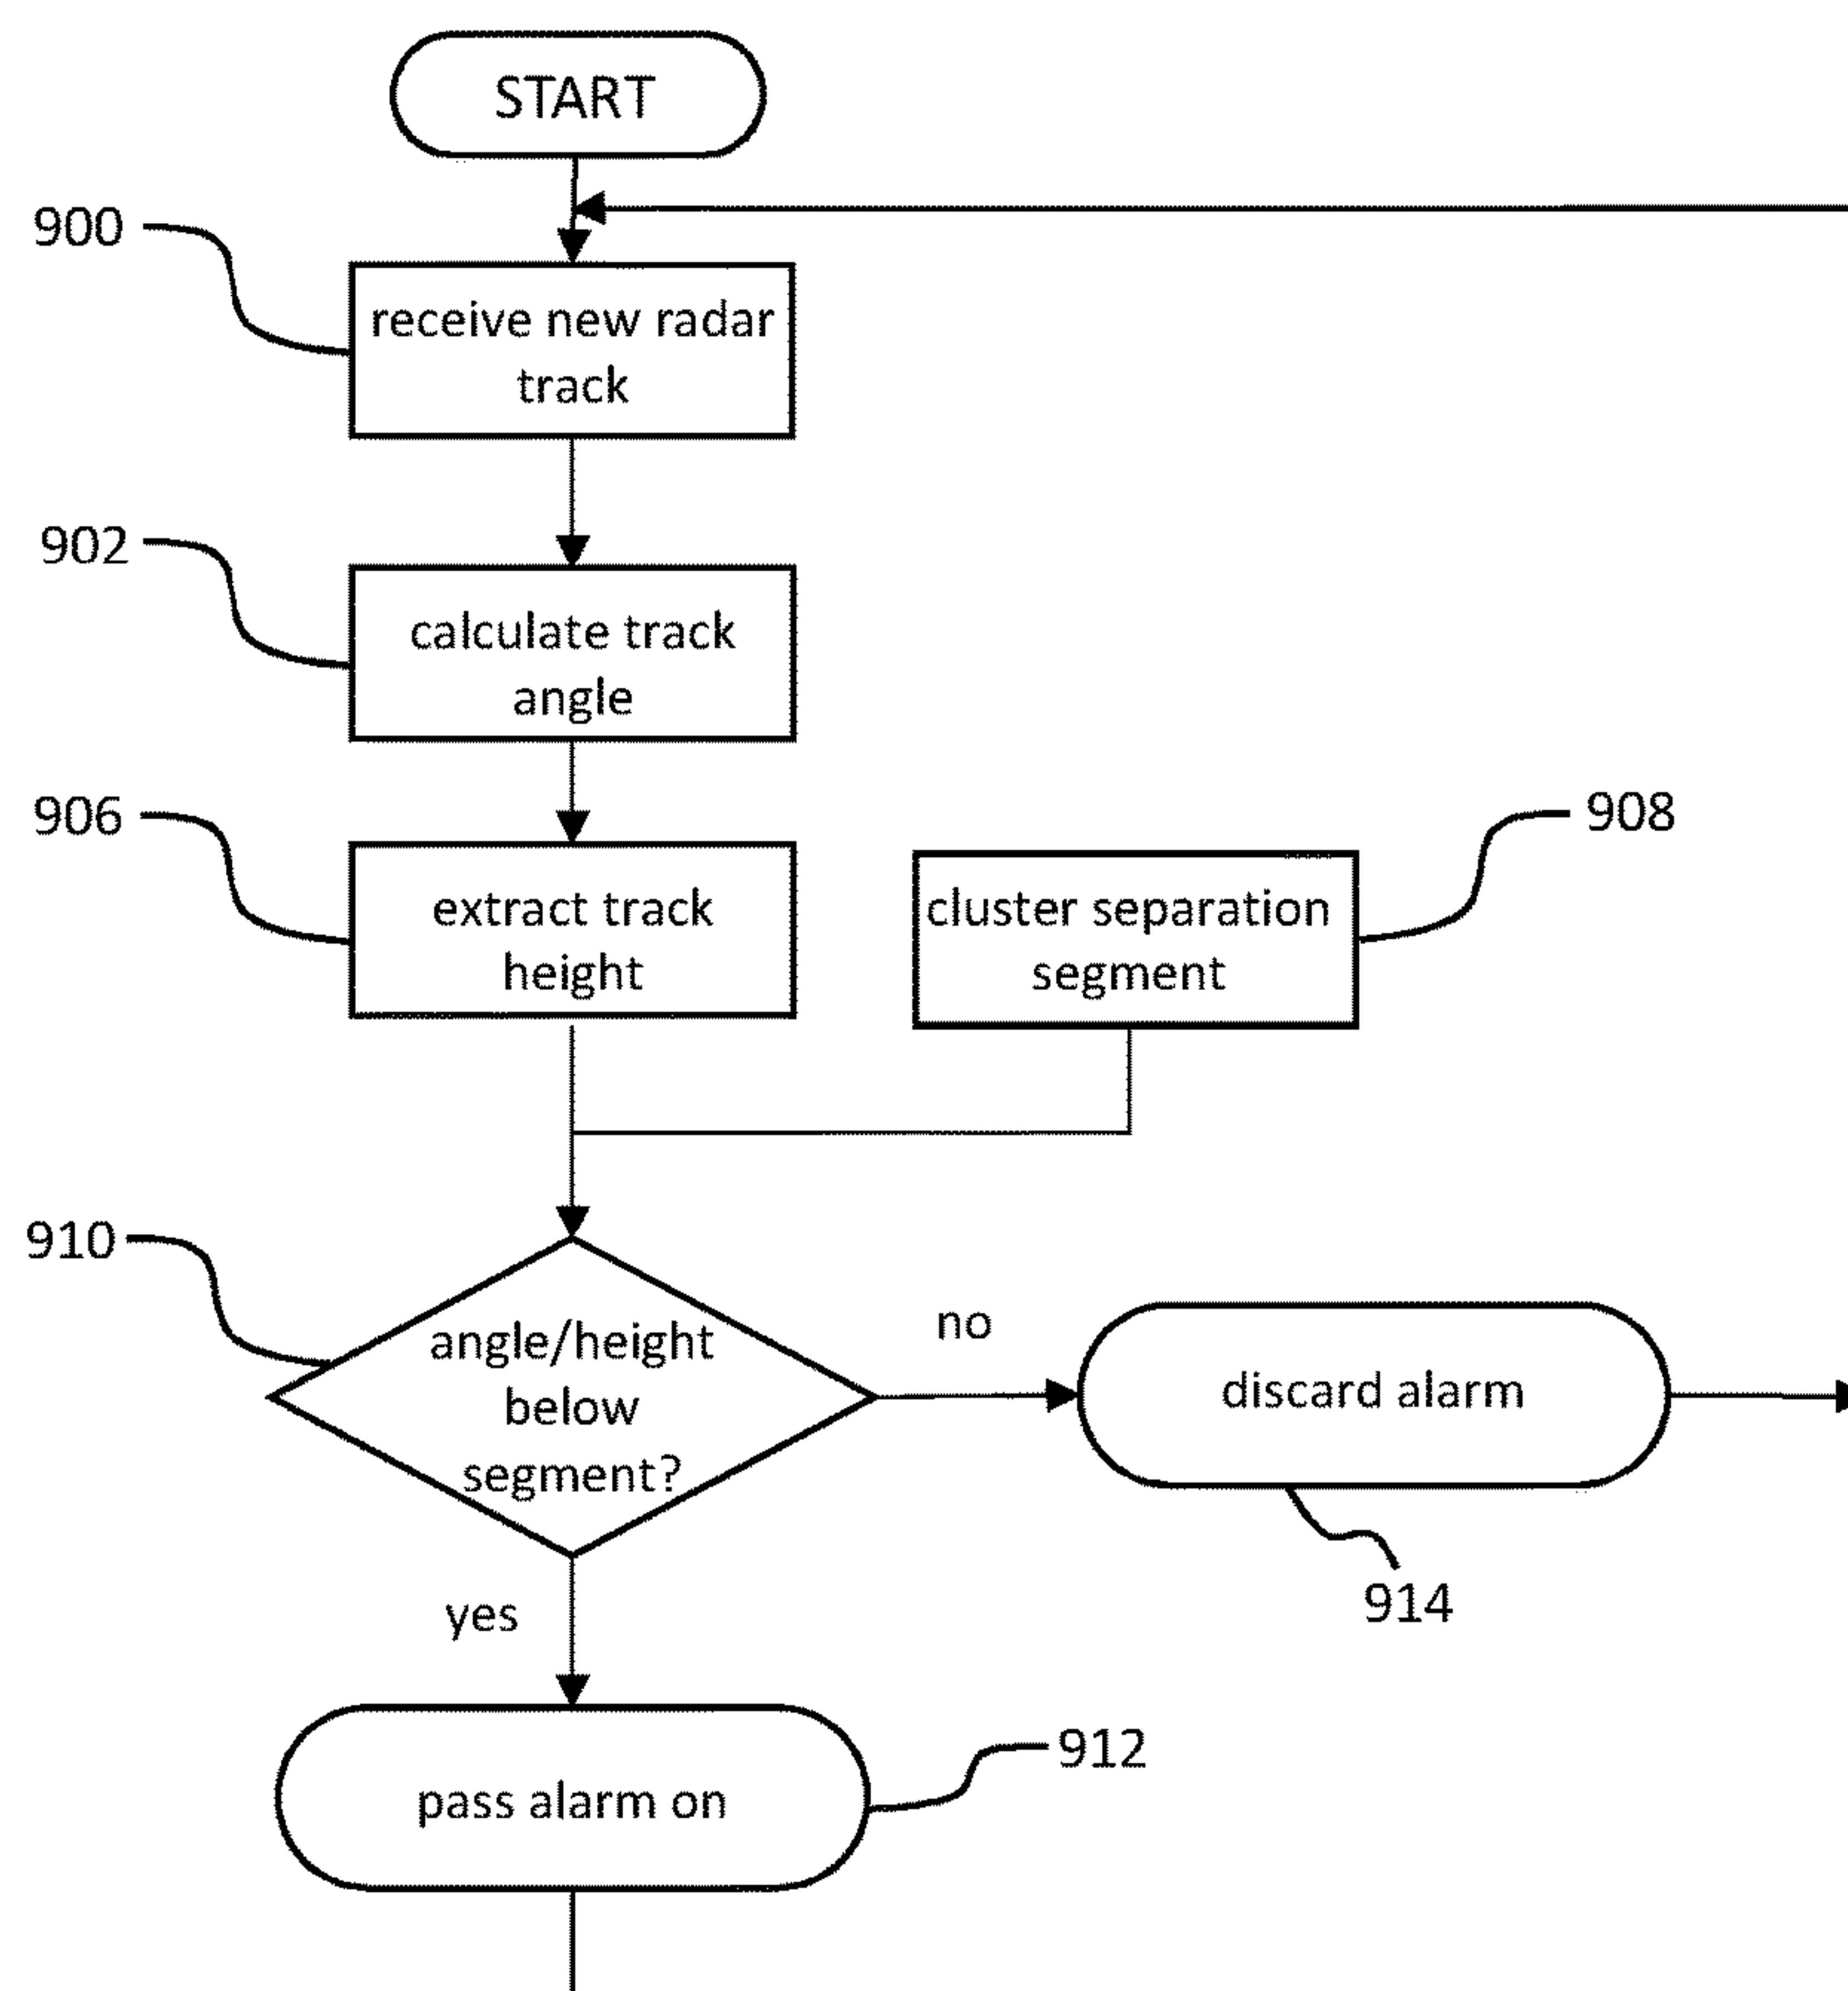 START
900
receive new radar
track
902
calculate track
angle
906
extract track
height
908
cluster separation
segment
910
angle/height
below
segment?
no
discard alarm
914
yes
pass alarm on
912